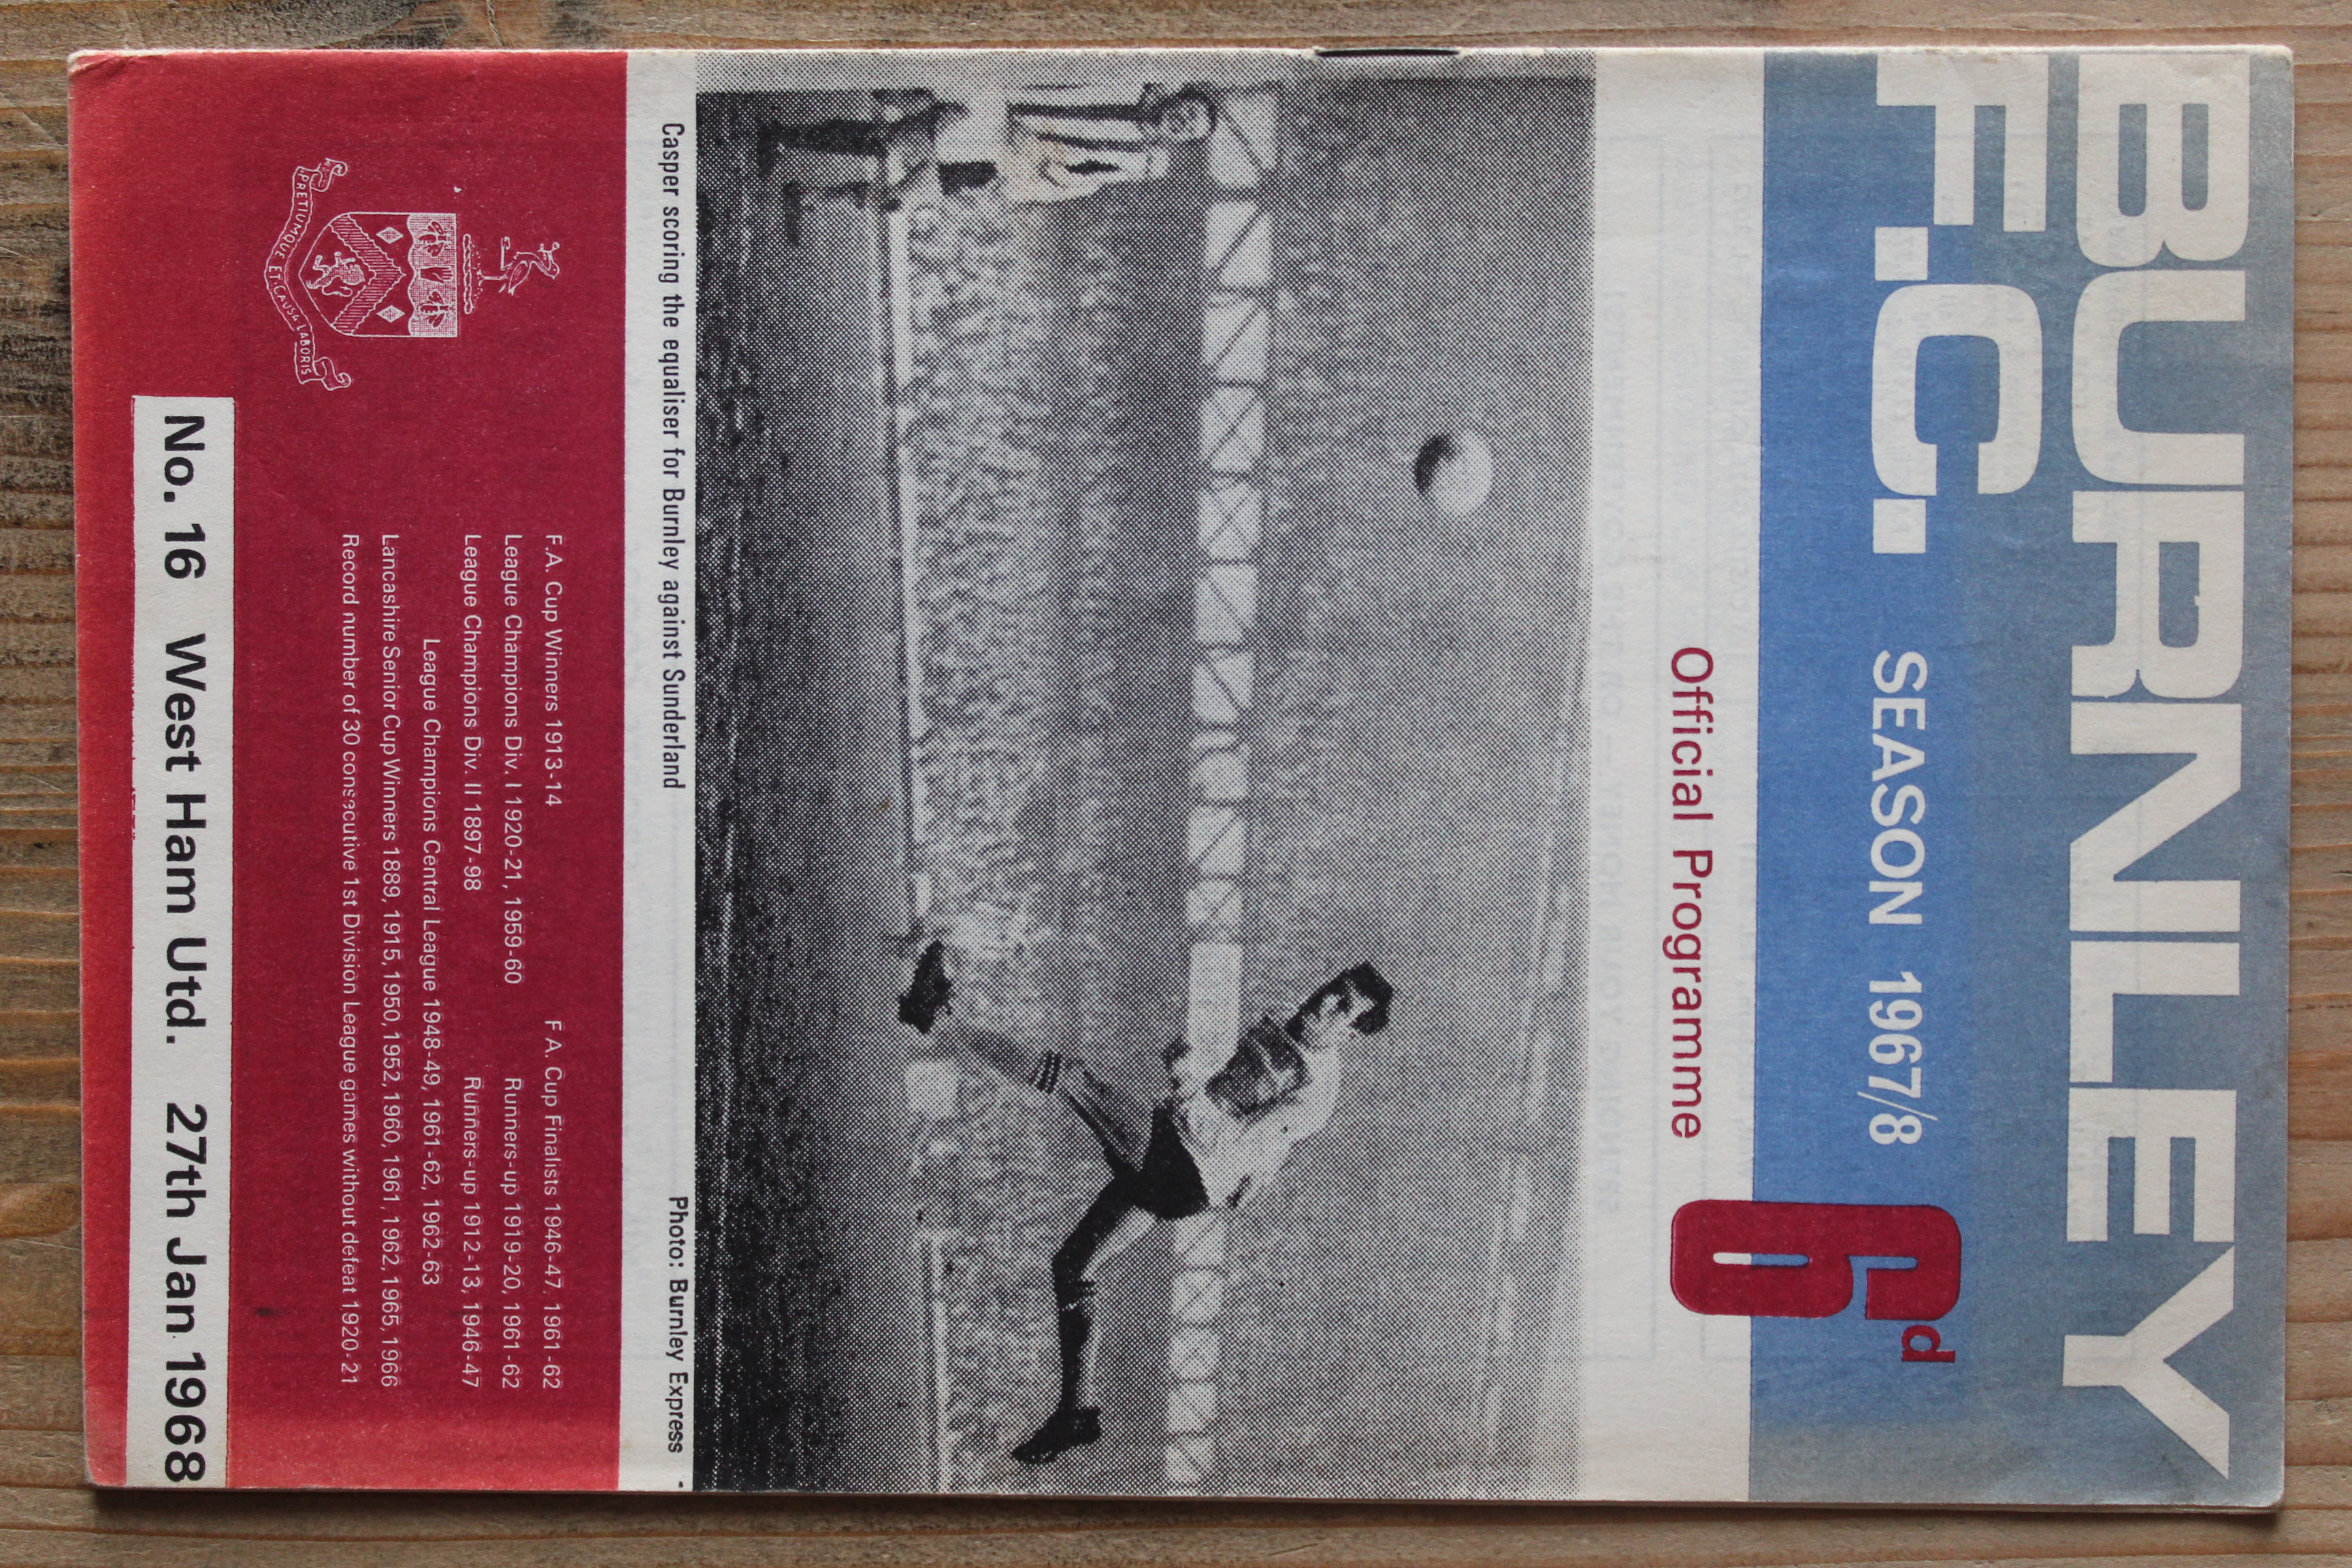 BURNLEY
F.C. SEASON 1967/8
6d
Official Programme
Casper scoring the equaliser for Burnley against Sunderland Photo: Burnley Express
F.A. Cup Winners 1913-14 F A. Cup Finalists 1946-47, 1961-62
League Champions Div. I 1920-21, 1959-60 Runners-up 1919-20, 1961-62
League Champions Div. II 1897-98 Runners-up 1912-13, 1946-47
League Champions Central League 1948-49, 1961-62, 1962-63
Lancashire Senior Cup Winners 1889, 1915, 1950, 1952, 1960, 1961, 1962, 1965, 1966
Record number of 30 consecutive 1st Division League games without defeat 1920-21
PRETIUMQUE ET CAUSA LABORIS
No. 16 West Ham Utd. 27th Jan 1968